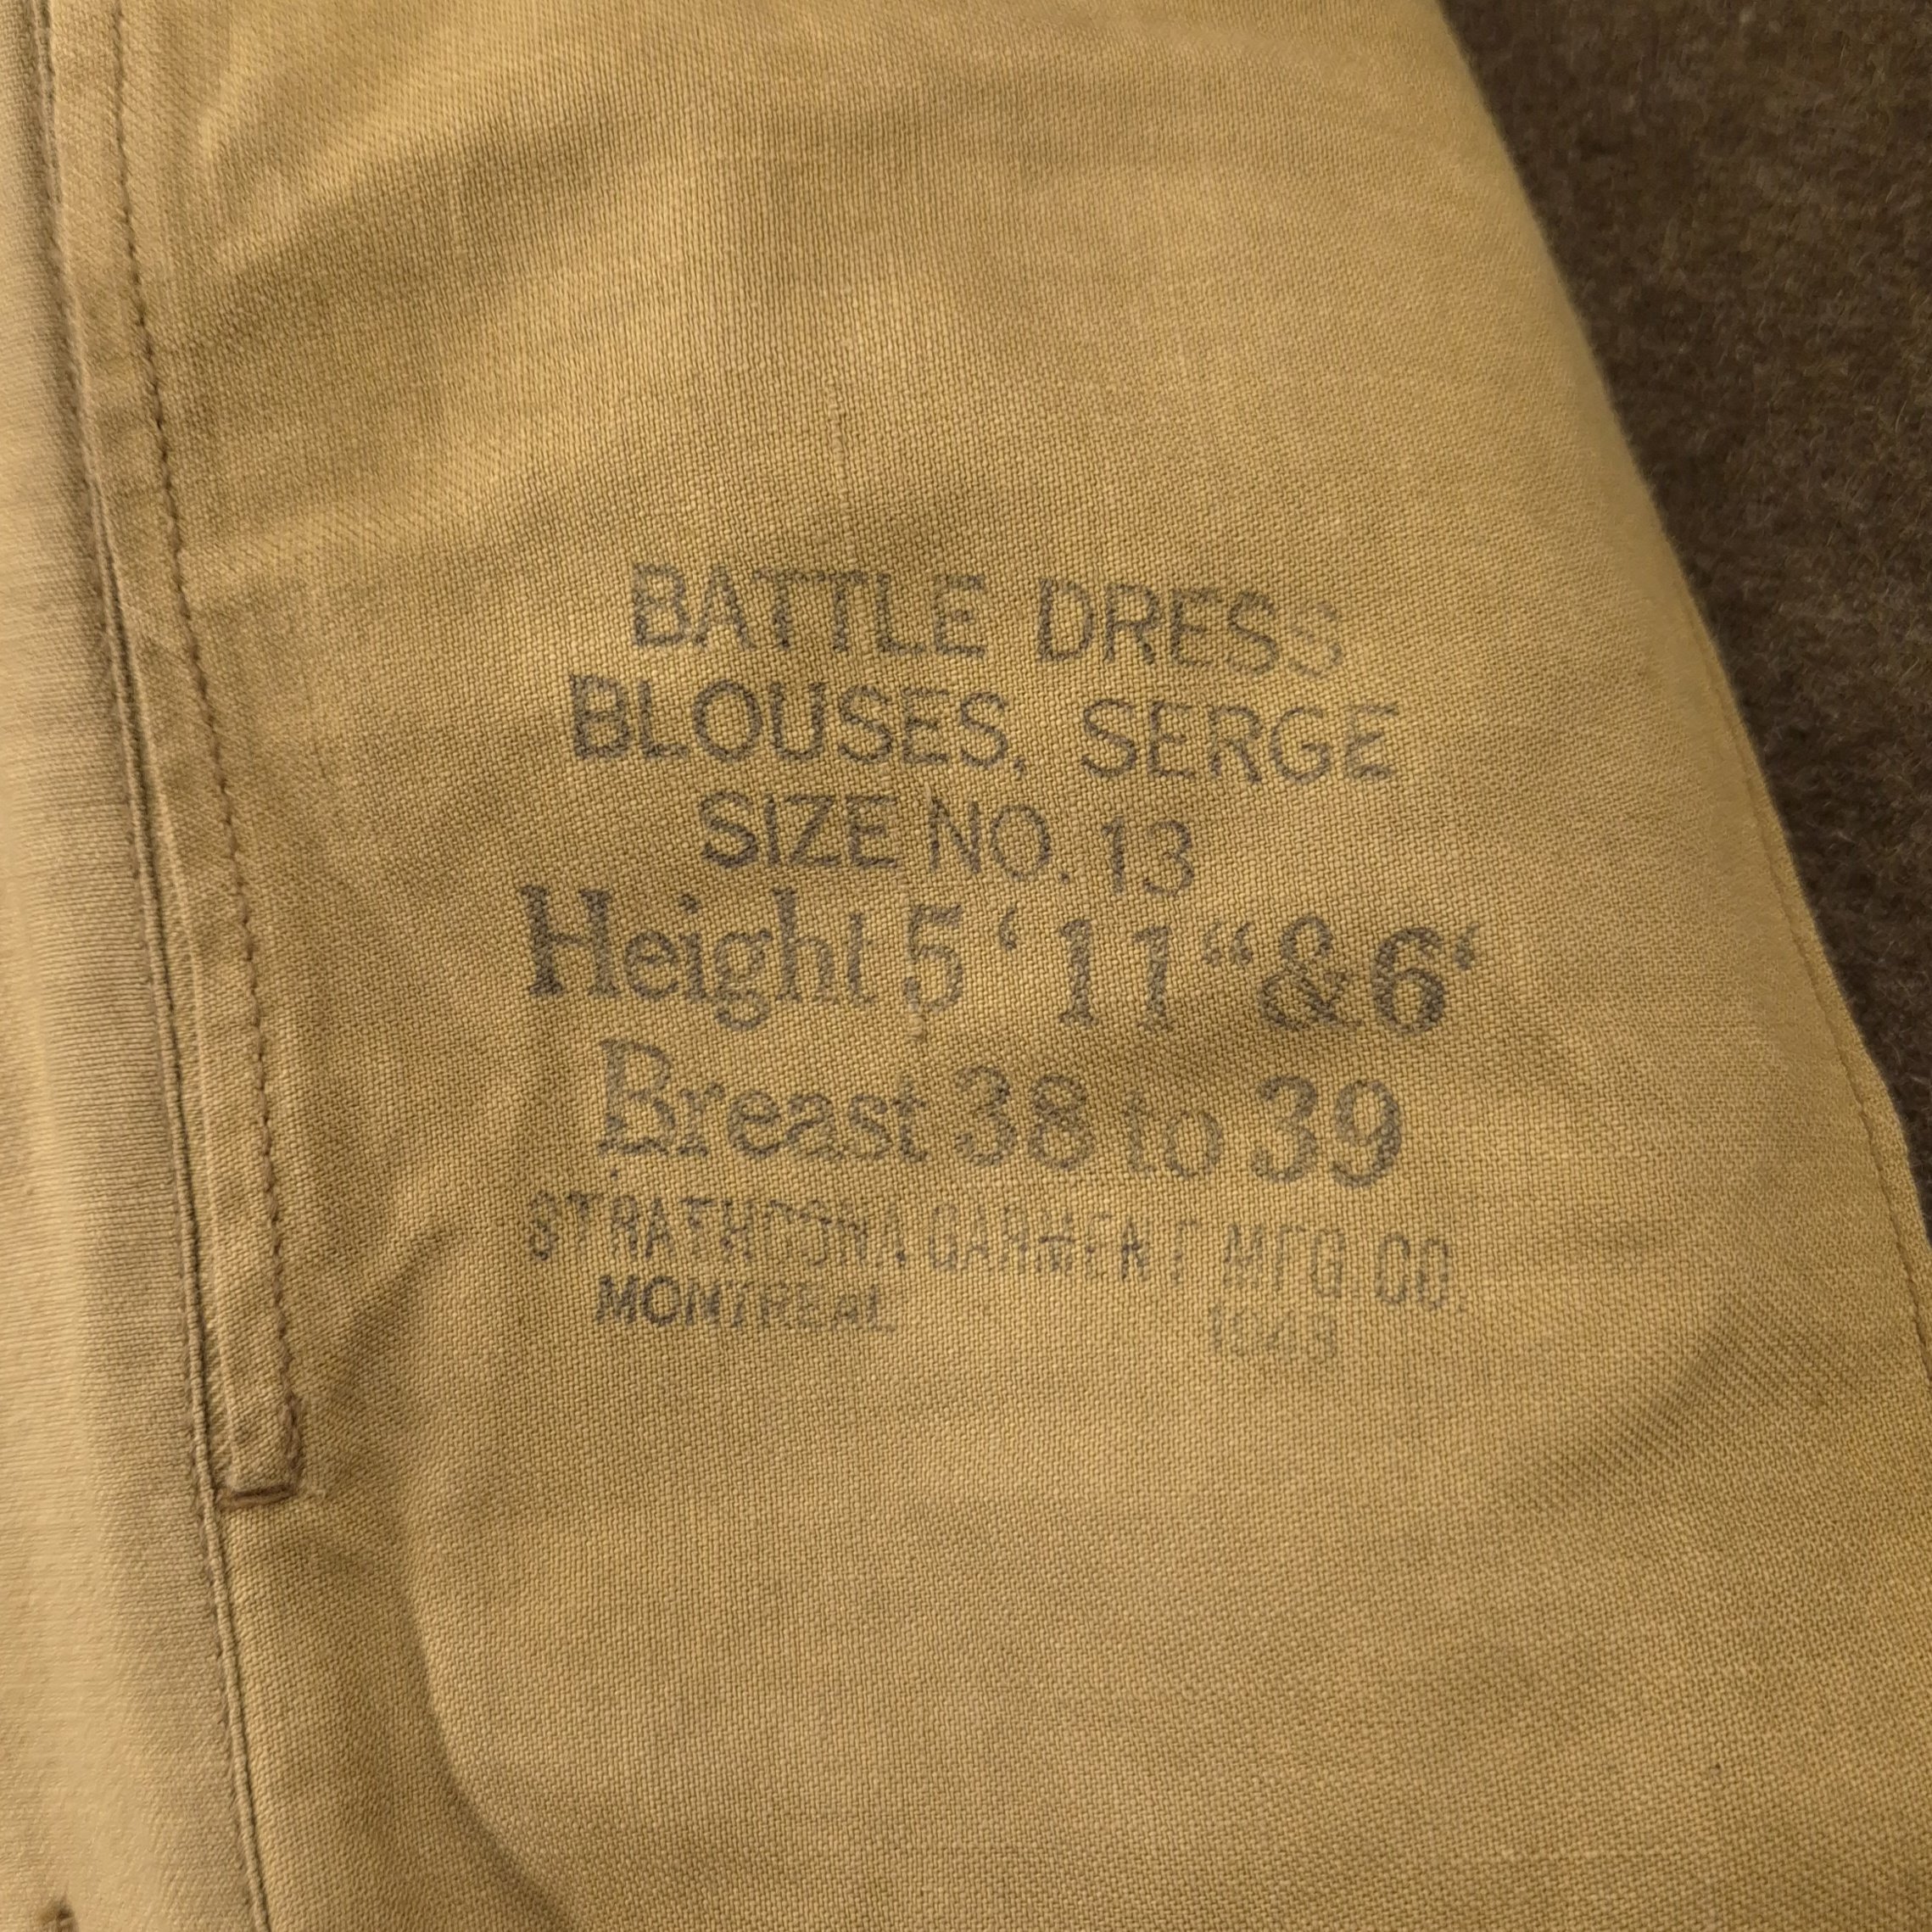 BATTLE DRESS
BLOUSES, SERGE
SIZE NO. 13
Height 5‘11“&6‘
Breast 38 to 39
STRATHCONA GARMENT MFG CO.
MONTREAL